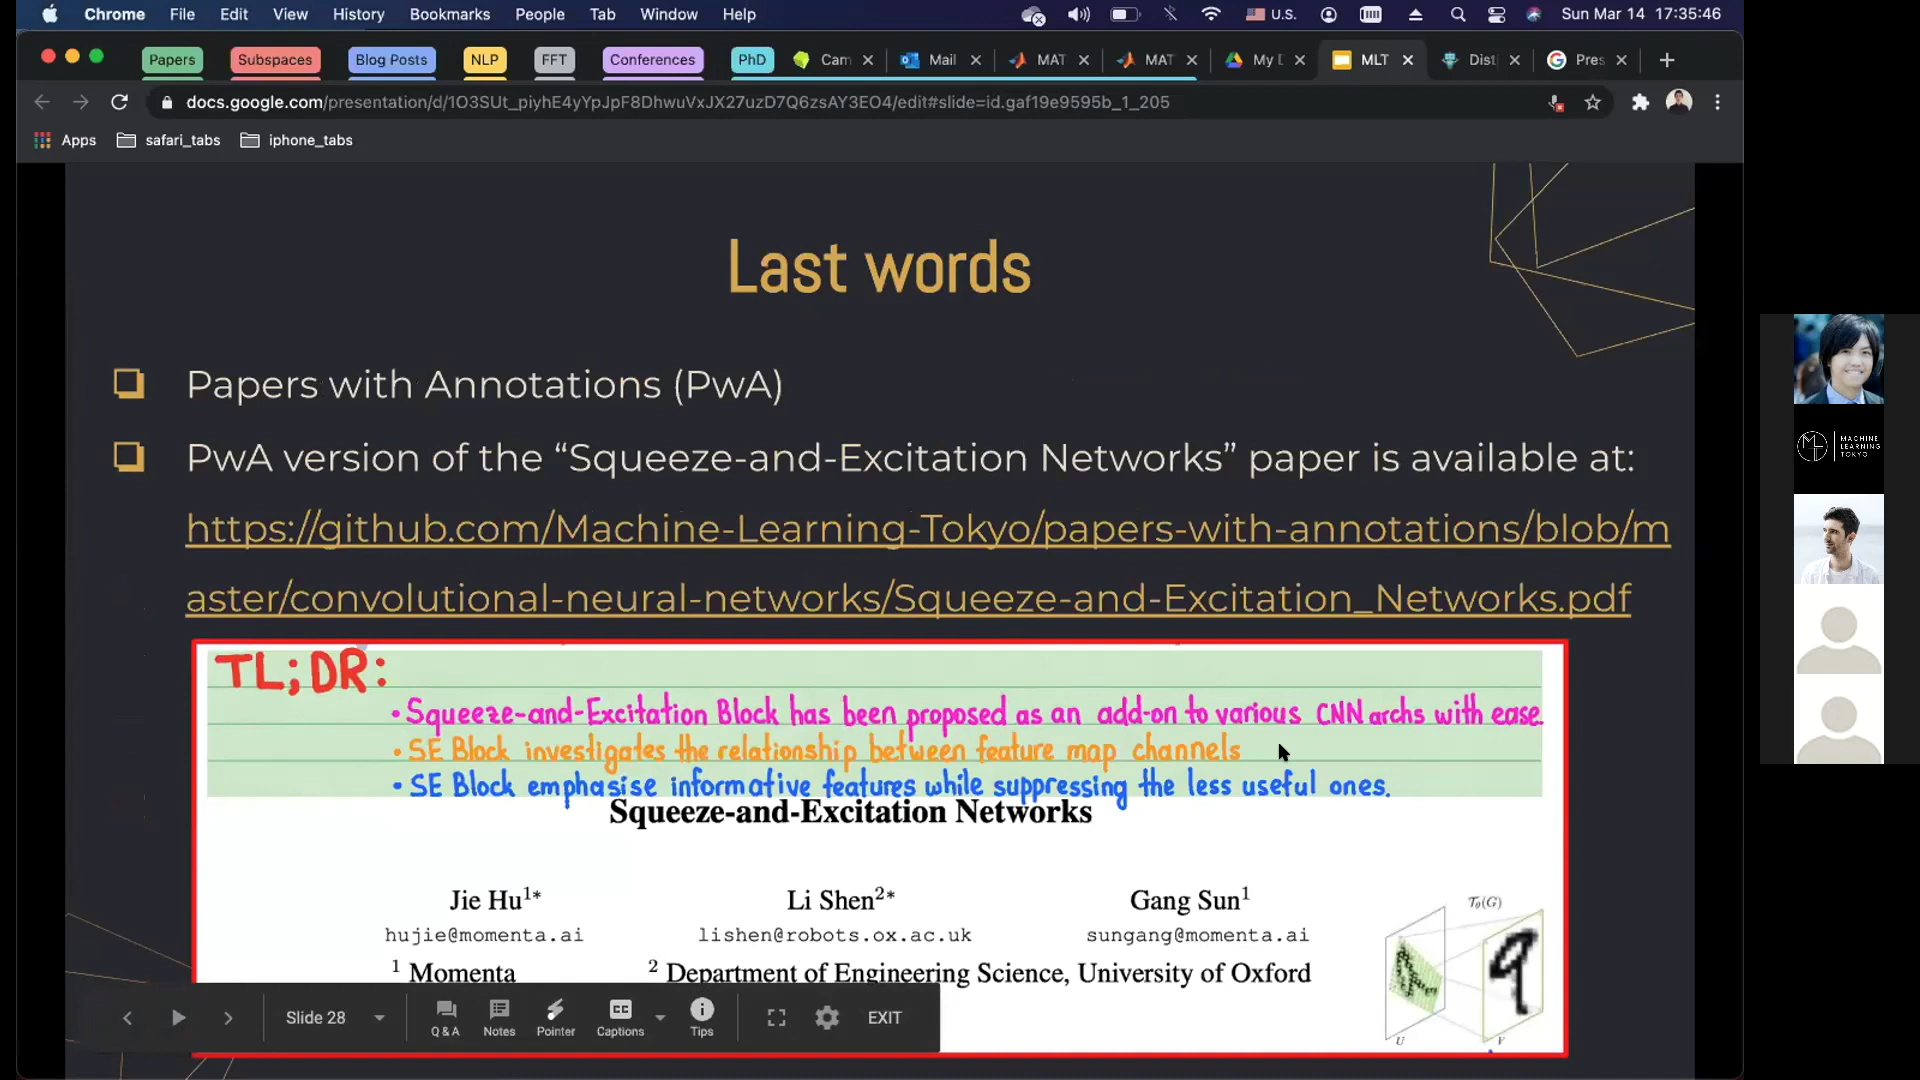 Chrome File Edit View History Bookmarks People Tab Window Help U.S. Sun Mar 14 17:35:46
Papers Subspaces Blog Posts NLP FFT Conferences PhD Cam Mail MAT MAT My D MLT Dist Pres
docs.google.com/presentation/d/1O3SUt_piyhE4yYpJpF8DhwuVxJX27uzD7Q6zsAY3EO4/edit#slide=id.gaf19e9595b_1_205
Apps safari_tabs iphone_tabs
Last words
Papers with Annotations (PwA)
PwA version of the “Squeeze-and-Excitation Networks” paper is available at:
https://github.com/Machine-Learning-Tokyo/papers-with-annotations/blob/m
aster/convolutional-neural-networks/Squeeze-and-Excitation_Networks.pdf
TL;DR:
• Squeeze-and-Excitation Block has been proposed as an add-on to various CNN archs with ease.
• SE Block investigates the relationship between feature map channels
• SE Block emphasise informative features while suppressing the less useful ones.
Squeeze-and-Excitation Networks
Jie Hu1* Li Shen2* Gang Sun1
hujie@momenta.ai lishen@robots.ox.ac.uk sungang@momenta.ai
1 Momenta 2 Department of Engineering Science, University of Oxford
Tθ(G)
U V
Slide 28 Q & A Notes Pointer CC Captions Tips EXIT
MACHINE
LEARNING
TOKYO